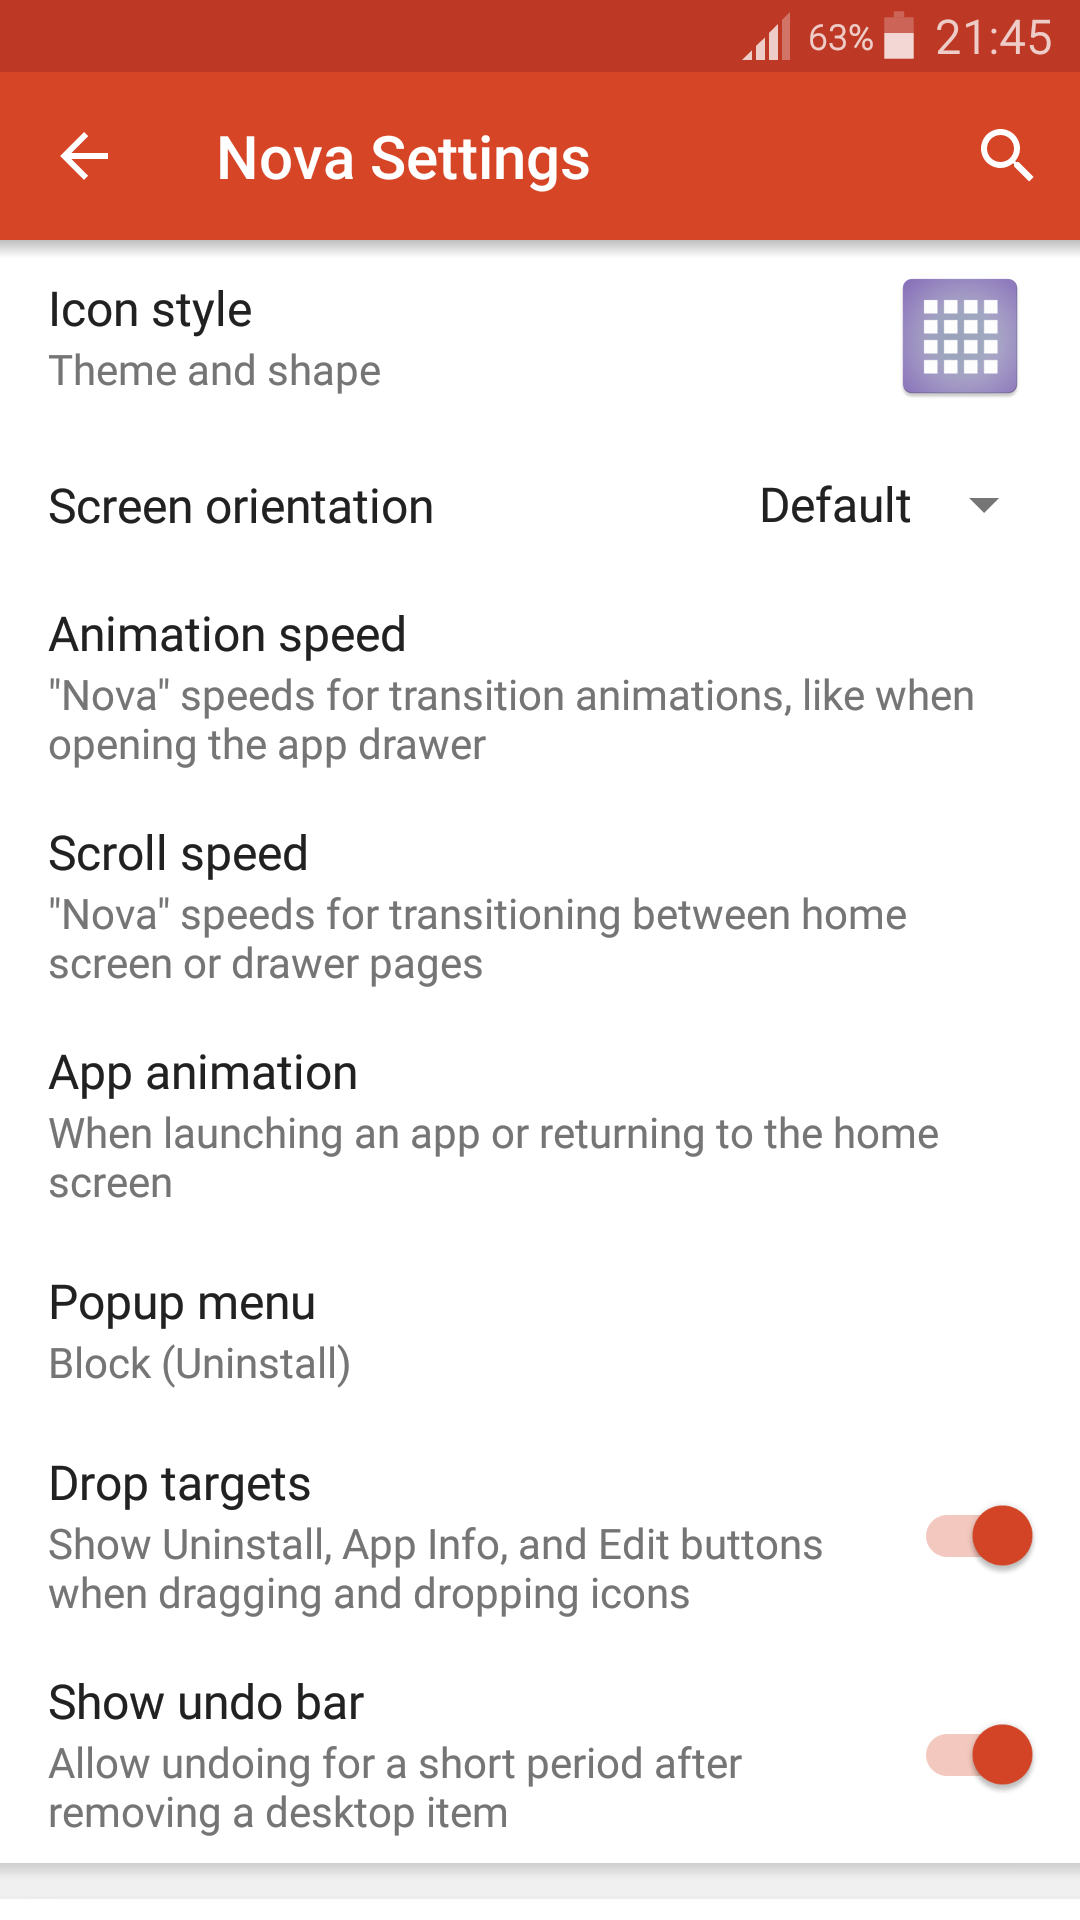 63% 21:45
Nova Settings
Icon style
Theme and shape
Screen orientation Default
Animation speed
"Nova" speeds for transition animations, like when
opening the app drawer
Scroll speed
"Nova" speeds for transitioning between home
screen or drawer pages
App animation
When launching an app or returning to the home
screen
Popup menu
Block (Uninstall)
Drop targets
Show Uninstall, App Info, and Edit buttons
when dragging and dropping icons
Show undo bar
Allow undoing for a short period after
removing a desktop item